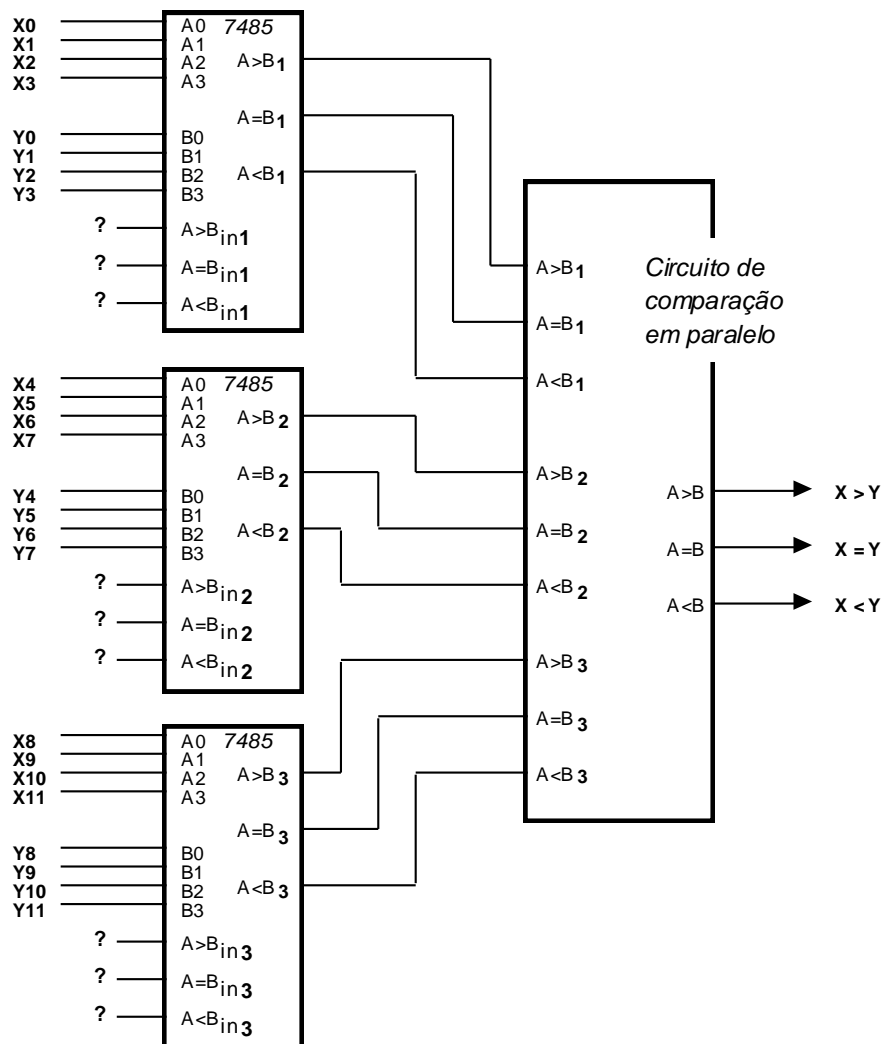 X0
X1
X2
X3
Y0
Y1
Y2
Y3
?
?
?
A0 7485
A1
A2
A3
A>B1
A=B1
A<B1
B0
B1
B2
B3
A>Bin1
A=Bin1
A<Bin1
X4
X5
X6
X7
Y4
Y5
Y6
Y7
?
?
?
A0 7485
A1
A2
A3
A>B2
A=B2
A<B2
B0
B1
B2
B3
A>Bin2
A=Bin2
A<Bin2
X8
X9
X10
X11
Y8
Y9
Y10
Y11
?
?
?
A0 7485
A1
A2
A3
A>B3
A=B3
A<B3
B0
B1
B2
B3
A>Bin3
A=Bin3
A<Bin3
Circuito de
comparação
em paralelo
A>B1
A=B1
A<B1
A>B2
A=B2
A<B2
A>B3
A=B3
A<B3
A>B
A=B
A<B
X > Y
X = Y
X < Y